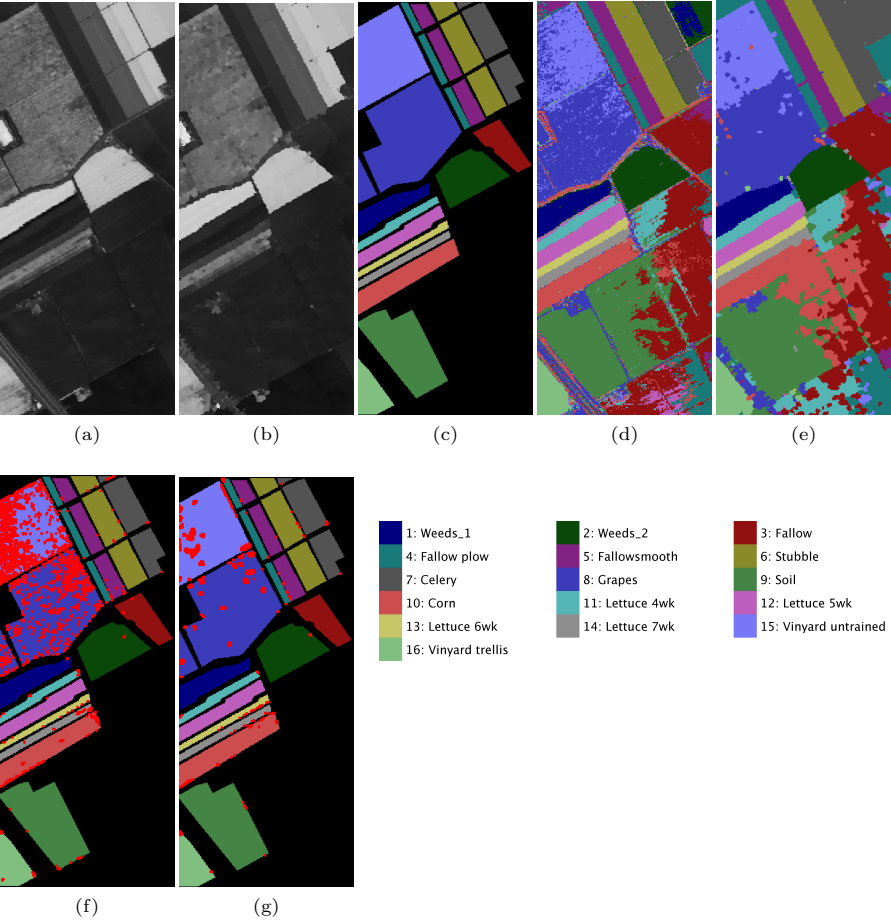 (a) (b) (c) (d) (e)
1: Weeds_1 2: Weeds_2 3: Fallow
4: Fallow plow 5: Fallowsmooth 6: Stubble
7: Celery 8: Grapes 9: Soil
10: Corn 11: Lettuce 4wk 12: Lettuce 5wk
13: Lettuce 6wk 14: Lettuce 7wk 15: Vinyard untrained
16: Vinyard trellis
(f) (g)